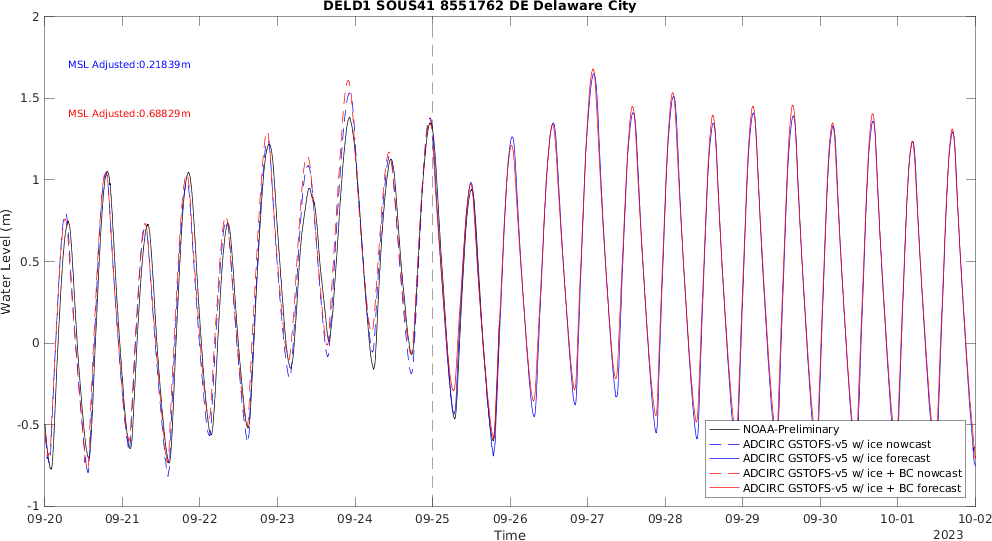 DELD1 SOUS41 8551762 DE Delaware City
2
1.5
1
0.5
0
-0.5
-1
Water Level (m)
MSL Adjusted:0.21839m
MSL Adjusted:0.68829m
NOAA-Preliminary
ADCIRC GSTOFS-v5 w/ ice nowcast
ADCIRC GSTOFS-v5 w/ ice forecast
ADCIRC GSTOFS-v5 w/ ice + BC nowcast
ADCIRC GSTOFS-v5 w/ ice + BC forecast
09-20 09-21 09-22 09-23 09-24 09-25 09-26 09-27 09-28 09-29 09-30 10-01 10-02
Time
2023